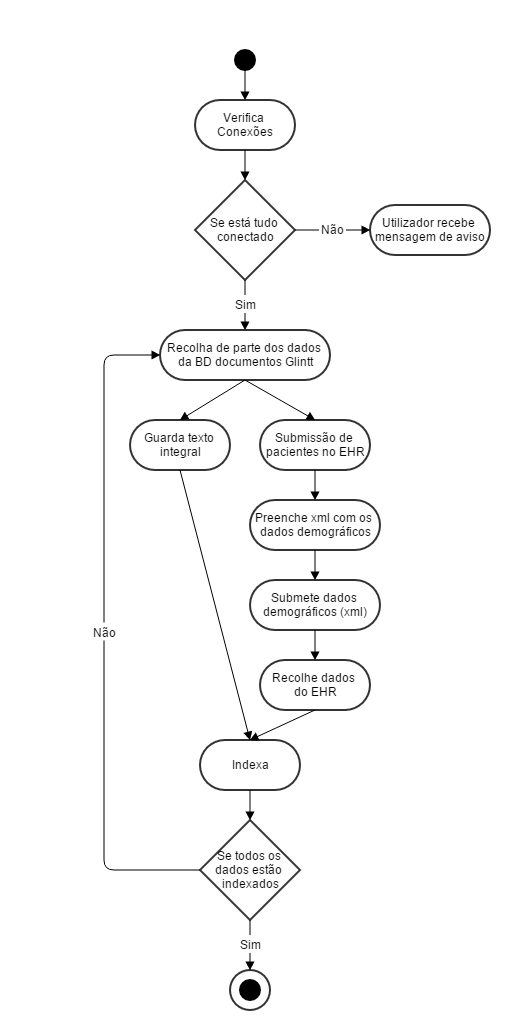 Verifica
Conexões
Se está tudo
conectado
Não
Utilizador recebe
mensagem de aviso
Sim
Recolha de parte dos dados
da BD documentos Glintt
Guarda texto
integral
Submissão de
pacientes no EHR
Preenche xml com os
dados demográficos
Submete dados
demográficos (xml)
Não
Recolhe dados
do EHR
Indexa
Se todos os
dados estão
indexados
Sim